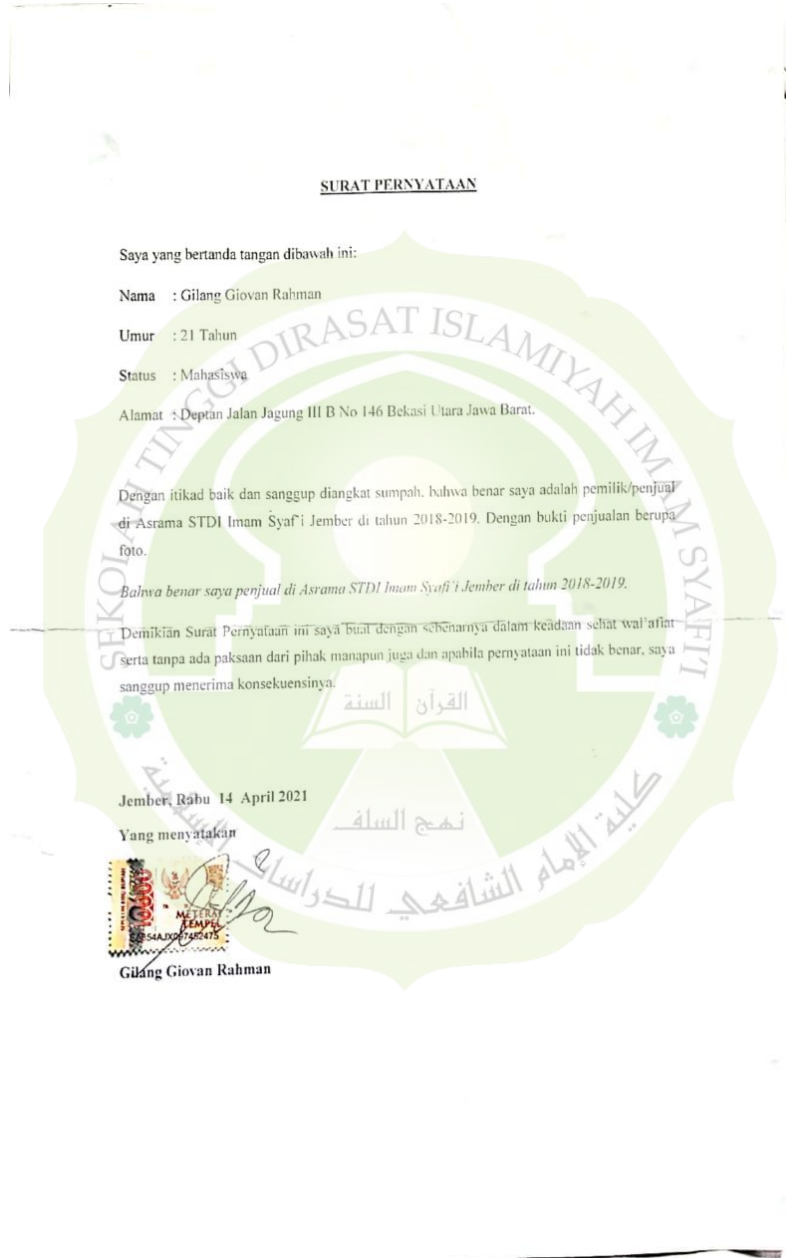 SURAT PERNYATAAN
Saya yang bertanda tangan dibawah ini:
Nama : Gilang Giovan Rahman
Umur : 21 Tahun
Status : Mahasiswa
Alamat : Deptan Jalan Jagung III B No 146 Bekasi Utara Jawa Barat.
Dengan itikad baik dan sanggup diangkat sumpah, bahwa benar saya adalah pemilik/penjual
di Asrama STDI Imam Syaf'i Jember di tahun 2018-2019. Dengan bukti penjualan berupa
foto.
Bahwa benar saya penjual di Asrama STDI Imam Syafi'i Jember di tahun 2018-2019.
Demikian Surat Pernyataan ini saya buat dengan sebenarnya dalam keadaan sehat wal'afiat
serta tanpa ada paksaan dari pihak manapun juga dan apabila pernyataan ini tidak benar, saya
sanggup menerima konsekuensinya.
Jember, Rabu 14 April 2021
Yang menyatakan
10000
METERAI
TEMPEL
Gilang Giovan Rahman
SEKOLAH TINGGI DIRASAT ISLAMIYAH IMAM SYAFI'I
القرآن السنة
نهج السلف
كلية الإمام الشافعي للدراسات الإسلامية